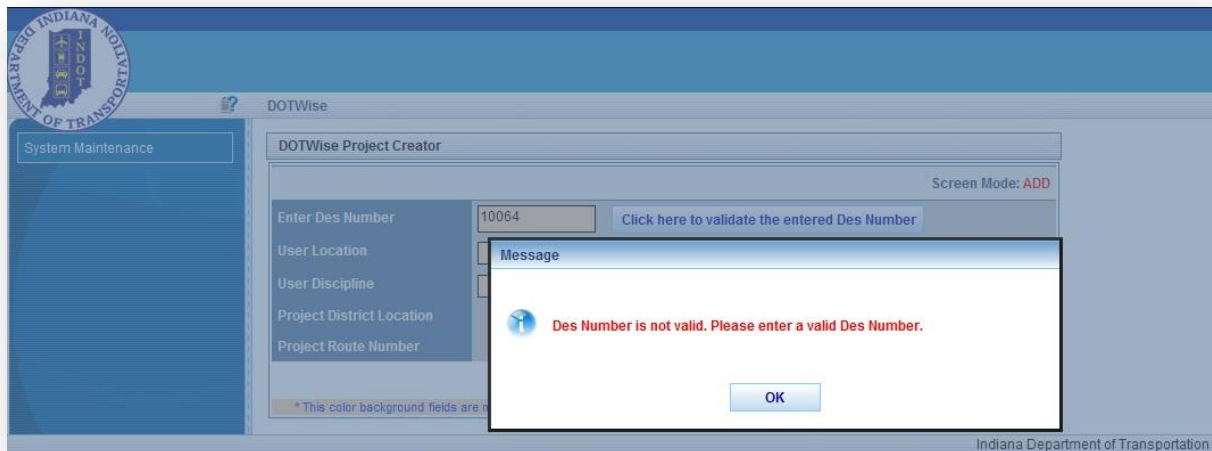 INDIANA DEPARTMENT OF TRANSPORTATION
INDOT
DOTWise
System Maintenance
DOTWise Project Creator
Screen Mode: ADD
Enter Des Number 10064 Click here to validate the entered Des Number
User Location
Message
User Discipline
Project District Location
Des Number is not valid. Please enter a valid Des Number.
Project Route Number
OK
* This color background fields are
Indiana Department of Transportation